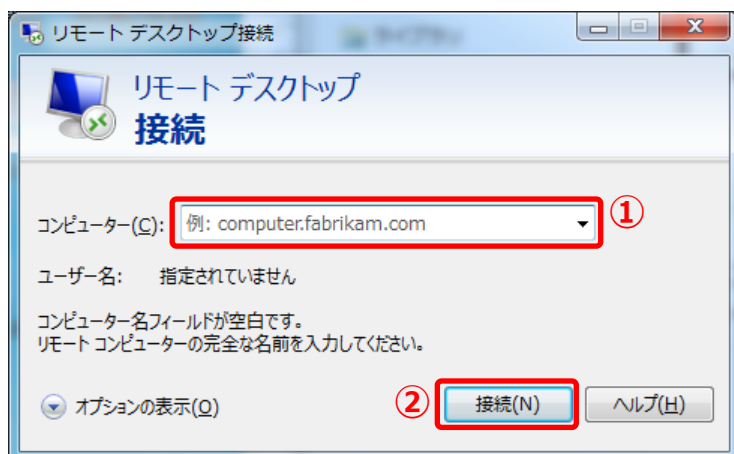 リモート デスクトップ接続
リモート デスクトップ
接続
コンピューター(C): 例: computer.fabrikam.com ①
ユーザー名: 指定されていません
コンピューター名フィールドが空白です。
リモート コンピューターの完全な名前を入力してください。
オプションの表示(O) ② 接続(N) ヘルプ(H)